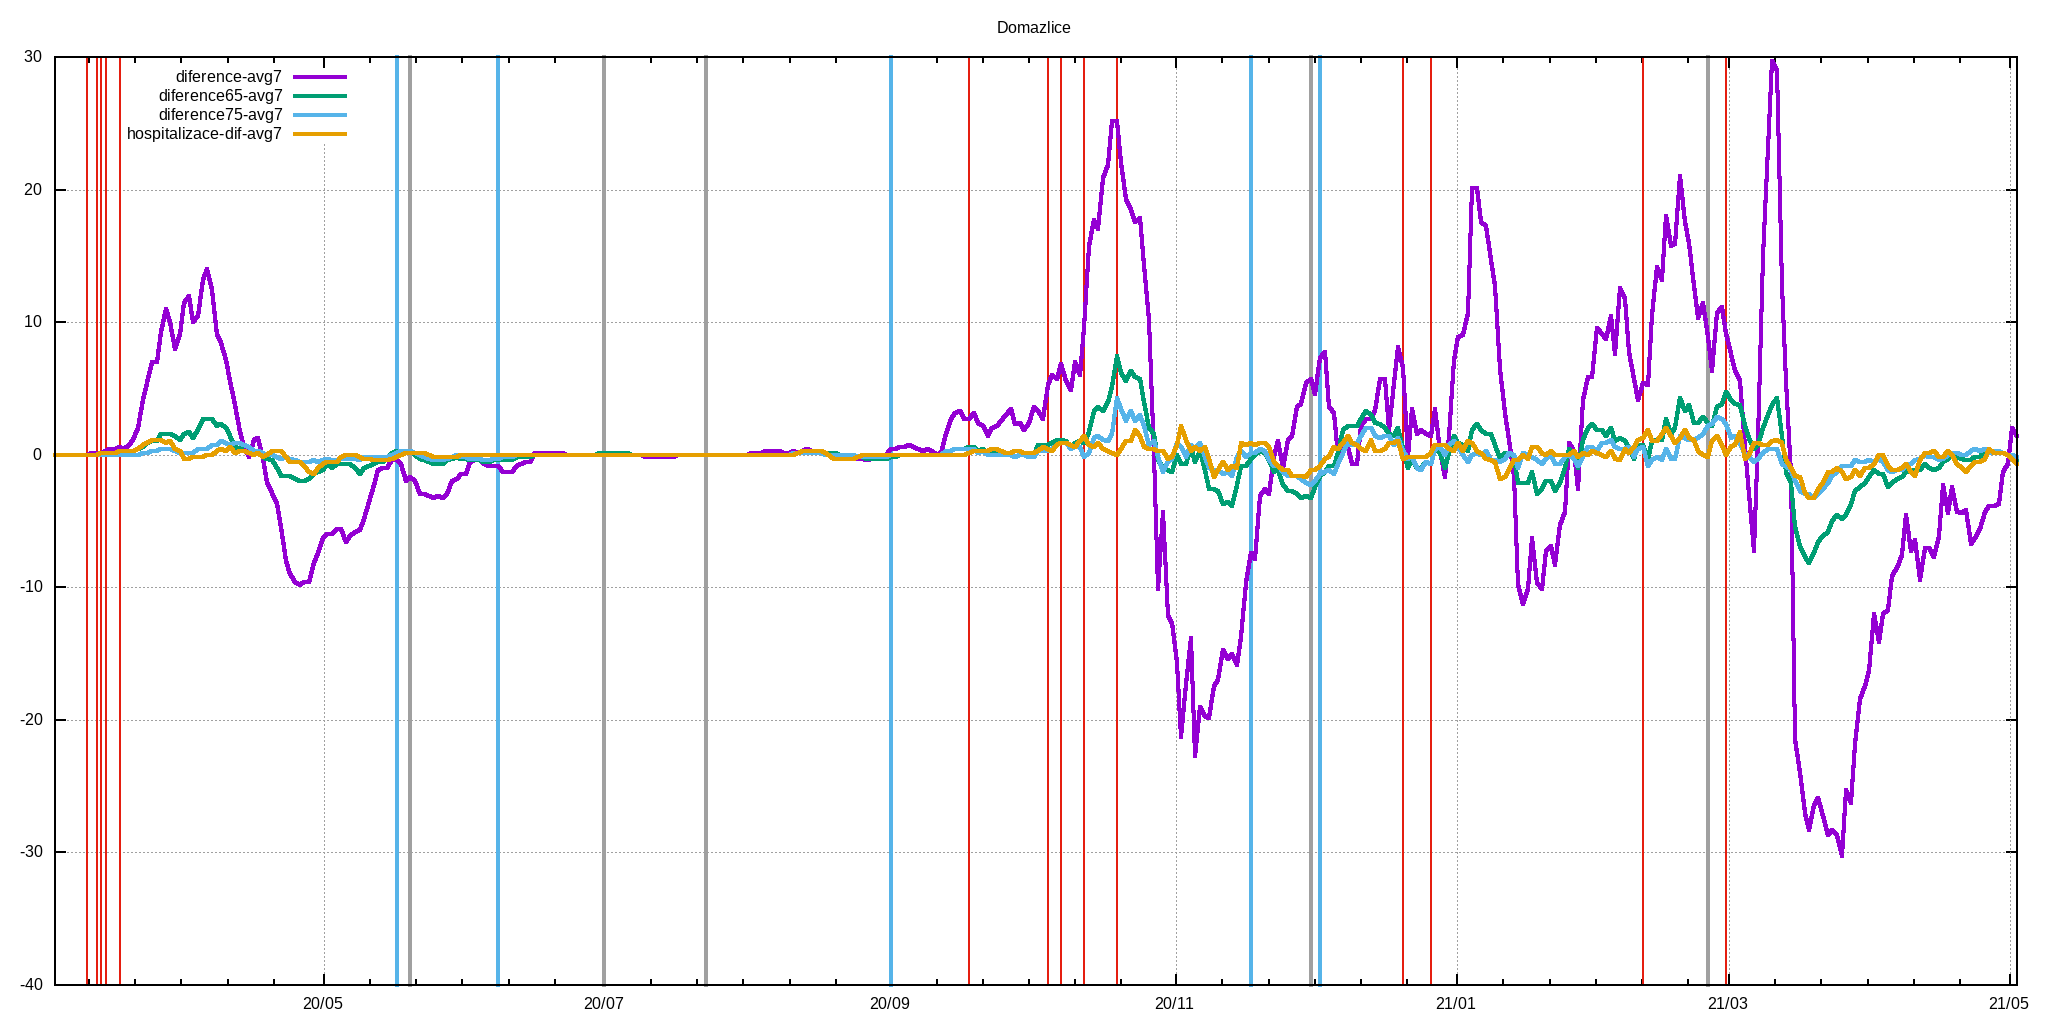 Domazlice
diference-avg7
diference65-avg7
diference75-avg7
hospitalizace-dif-avg7
30
20
10
0
-10
-20
-30
-40
20/05 20/07 20/09 20/11 21/01 21/03 21/05